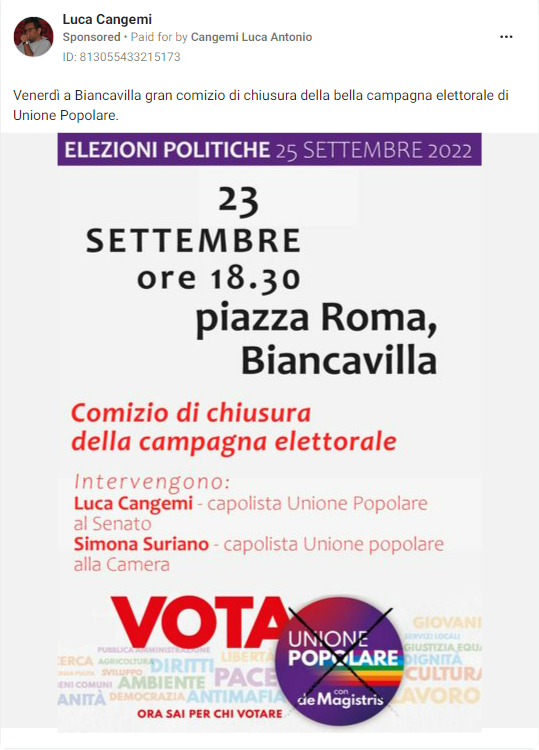 Luca Cangemi
Sponsored • Paid for by Cangemi Luca Antonio
ID: 813055433215173
Venerdì a Biancavilla gran comizio di chiusura della bella campagna elettorale di
Unione Popolare.
ELEZIONI POLITICHE 25 SETTEMBRE 2022
23
SETTEMBRE
ore 18.30
piazza Roma,
Biancavilla
Comizio di chiusura
della campagna elettorale
Intervengono:
Luca Cangemi - capolista Unione Popolare
al Senato
Simona Suriano - capolista Unione popolare
alla Camera
VOTA
UNIONE
POPOLARE
con
de Magistris
GIOVANI
PUBBLICA AMMINISTRAZIONE
LIBERTÀ
SERVIZI LOCALI
ERCA AGRICOLTURA
DIRITTI
GIUSTIZIA EQU
SVILUPPO
DIGNITÀ
ENI COMUNI AMBIENTE PACE
CULTURA
ANITÀ DEMOCRAZIA ANTIMAFIA
LAVORO
ORA SAI PER CHI VOTARE